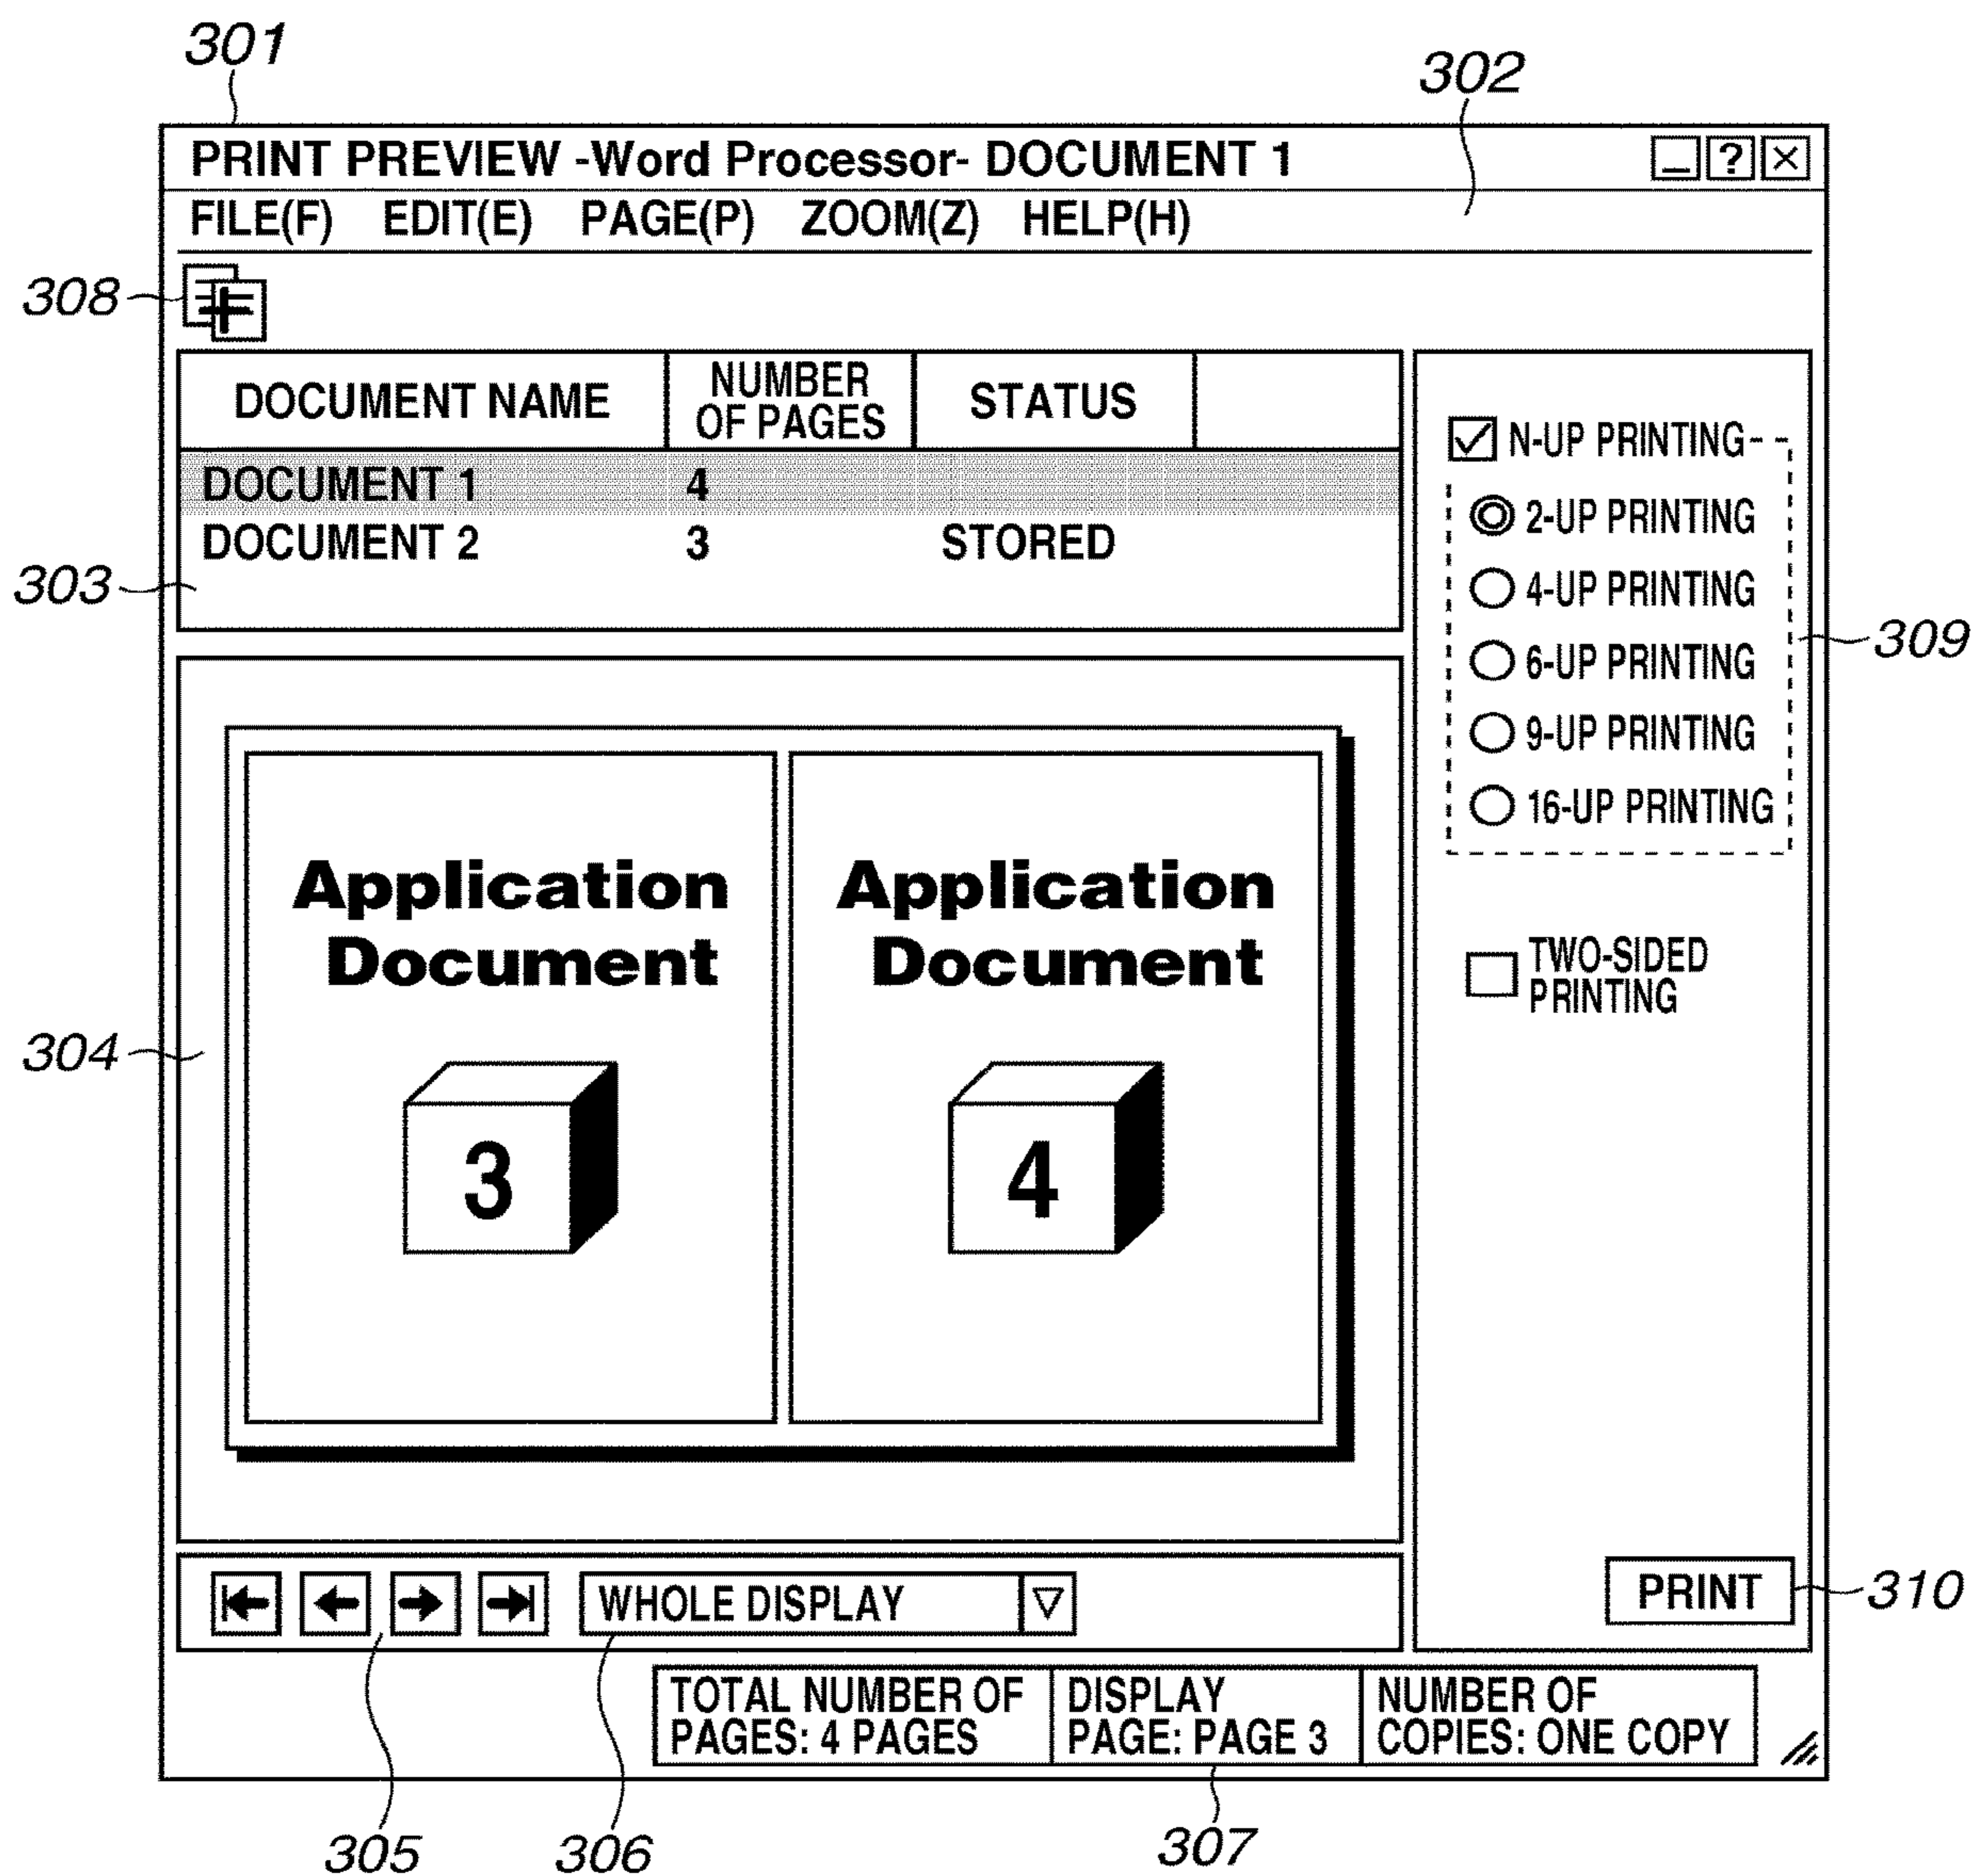 301
302
PRINT PREVIEW -Word Processor- DOCUMENT 1
?
FILE(F) EDIT(E) PAGE(P) ZOOM(Z) HELP(H)
308
DOCUMENT NAME
NUMBER
OF PAGES
STATUS
DOCUMENT 1 4
DOCUMENT 2 3 STORED
303
N-UP PRINTING
2-UP PRINTING
4-UP PRINTING
6-UP PRINTING
9-UP PRINTING
16-UP PRINTING
309
TWO-SIDED
PRINTING
304
Application
Document
3
Application
Document
4
WHOLE DISPLAY
PRINT
310
TOTAL NUMBER OF
PAGES: 4 PAGES
DISPLAY
PAGE: PAGE 3
NUMBER OF
COPIES: ONE COPY
305
306
307